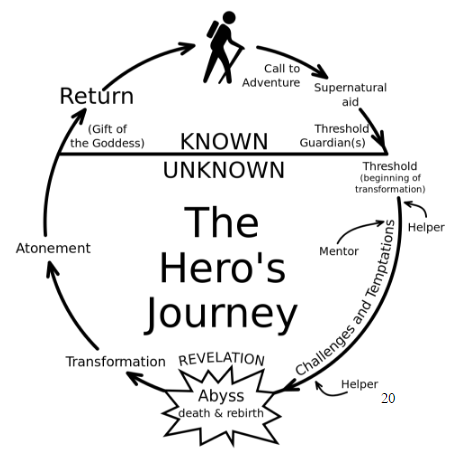 Call to
Adventure
Supernatural
aid
Return
(Gift of
the Goddess)
KNOWN
Threshold
Guardian(s)
UNKNOWN
Threshold
(beginning of
transformation)
The
Hero's
Journey
Helper
Mentor
Challenges and Temptations
Atonement
Transformation
REVELATION
Abyss
death & rebirth
Helper
20